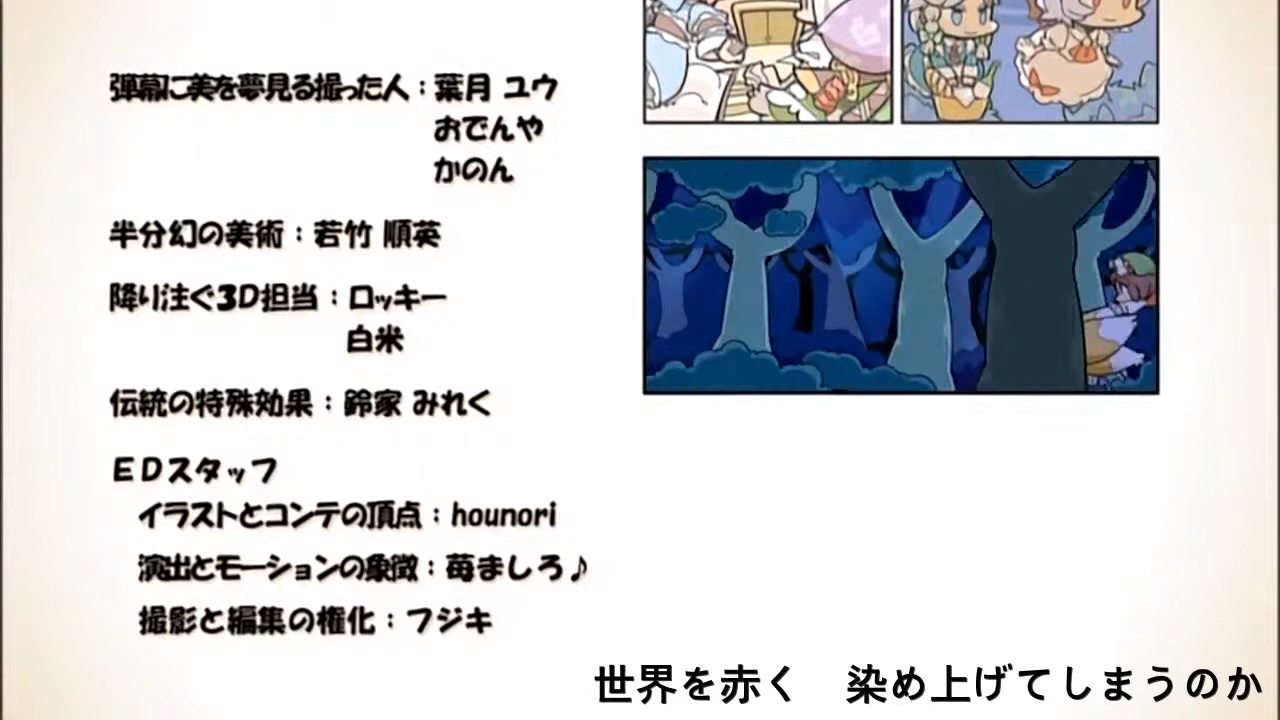 弾幕に美を夢見る撮った人：葉月 ユウ
おでんや
かのん
半分幻の美術：若竹 順英
降り注ぐ3D担当：ロッキー
白米
伝統の特殊効果：鈴家 みれく
EDスタッフ
イラストとコンテの頂点：hounori
演出とモーションの象徴：苺ましろ♪
撮影と編集の権化：フジキ
世界を赤く　染め上げてしまうのか